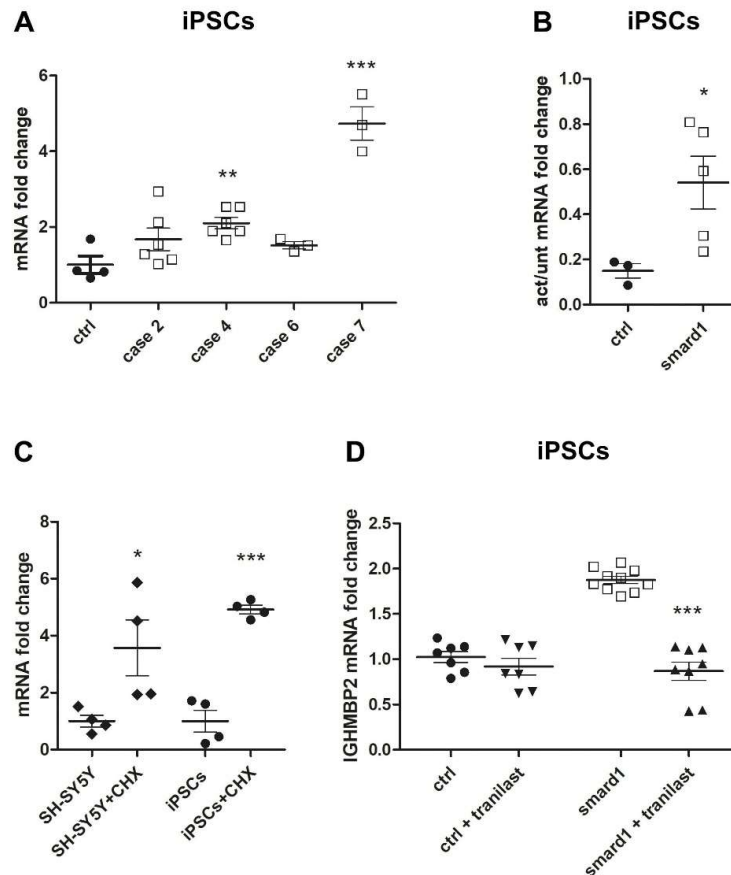 A
iPSCs
mRNA fold change
6
4
2
0
**
***
ctrl
case 2
case 4
case 6
case 7
B
iPSCs
act/unt mRNA fold change
1.0
0.8
0.6
0.4
0.2
0.0
*
ctrl
smard1
C
mRNA fold change
8
6
4
2
0
*
***
SH-SY5Y
SH-SY5Y+CHX
iPSCs
iPSCs+CHX
D
iPSCs
IGHMBP2 mRNA fold change
2.5
2.0
1.5
1.0
0.5
0.0
***
ctrl
ctrl + tranilast
smard1
smard1 + tranilast